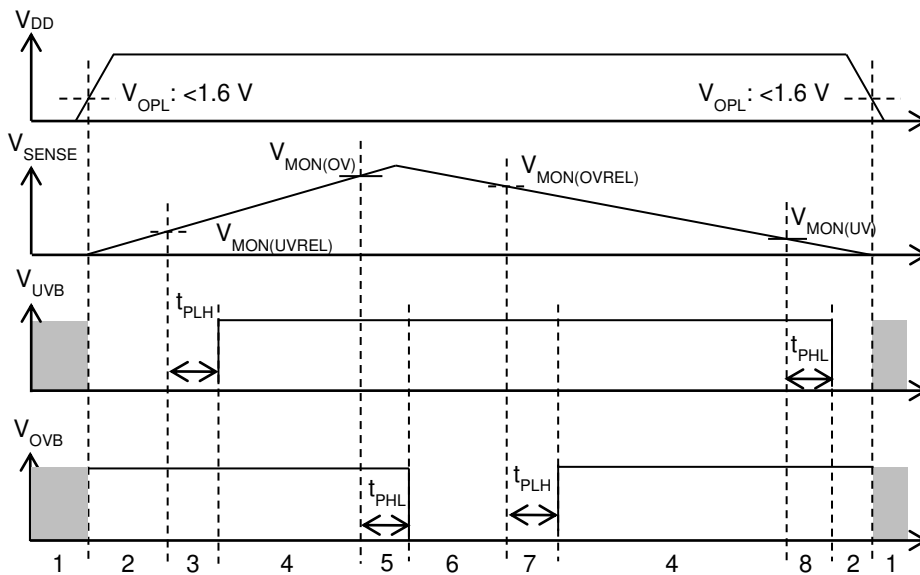 VDD
VOPL: <1.6 V VOPL: <1.6 V
VSENSE
VMON(OV)
VMON(OVREL)
VMON(UVREL)
VMON(UV)
VUVB
tPLH
tPHL
VOVB
tPHL
tPLH
1 2 3 4 5 6 7 4 8 2 1